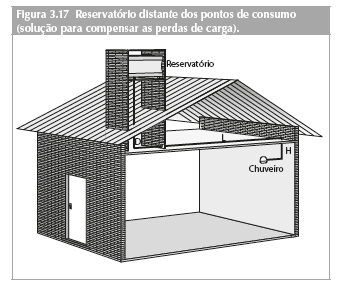 Figura 3.17 Reservatório distante dos pontos de consumo
(solução para compensar as perdas de carga).
Reservatório
D
L
H
Chuveiro